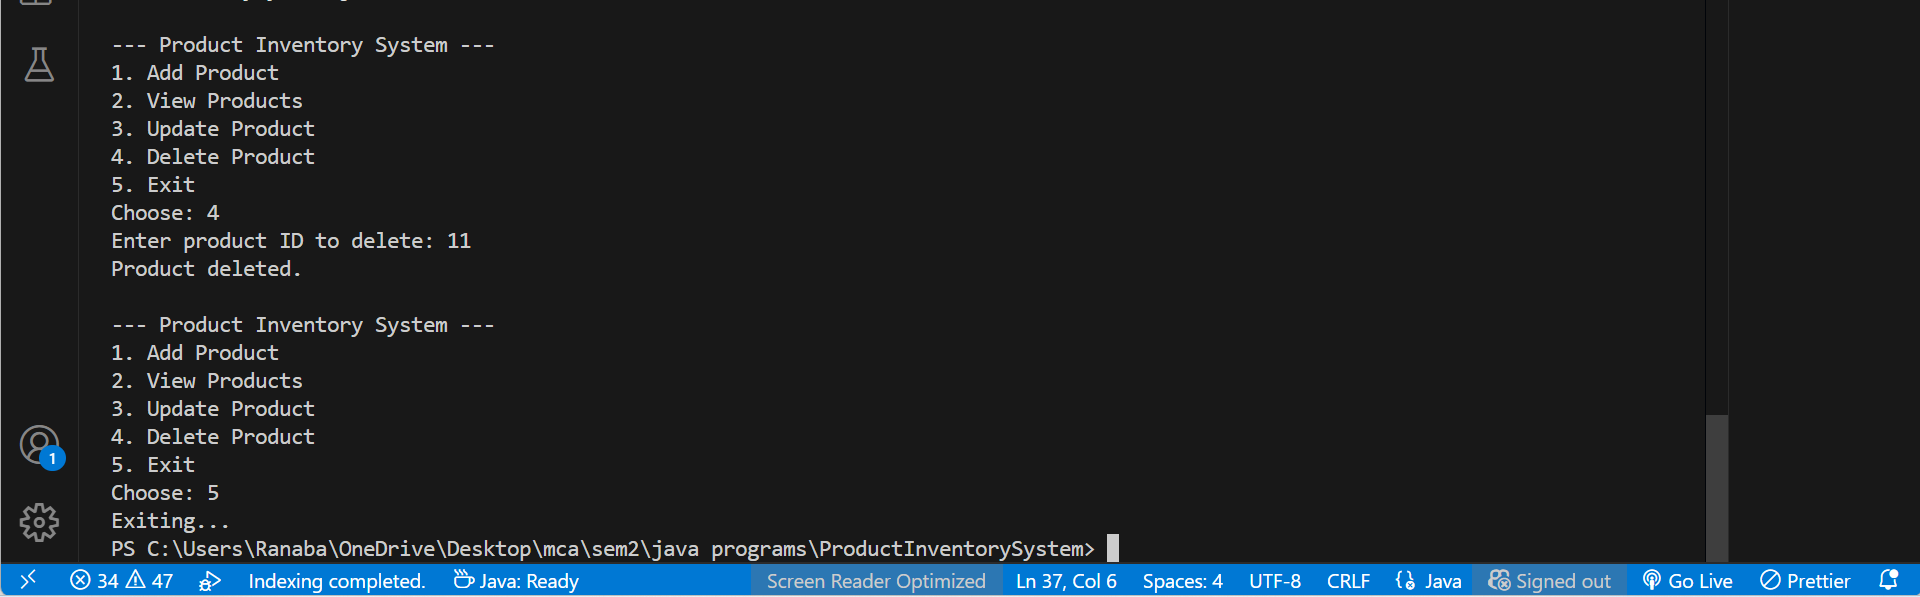 --- Product Inventory System ---
1. Add Product
2. View Products
3. Update Product
4. Delete Product
5. Exit
Choose: 4
Enter product ID to delete: 11
Product deleted.
--- Product Inventory System ---
1. Add Product
2. View Products
3. Update Product
4. Delete Product
5. Exit
Choose: 5
Exiting...
PS C:\Users\Ranaba\OneDrive\Desktop\mca\sem2\java programs\ProductInventorySystem>
1
34 47 Indexing completed. Java: Ready Screen Reader Optimized Ln 37, Col 6 Spaces: 4 UTF-8 CRLF Java Signed out Go Live Prettier